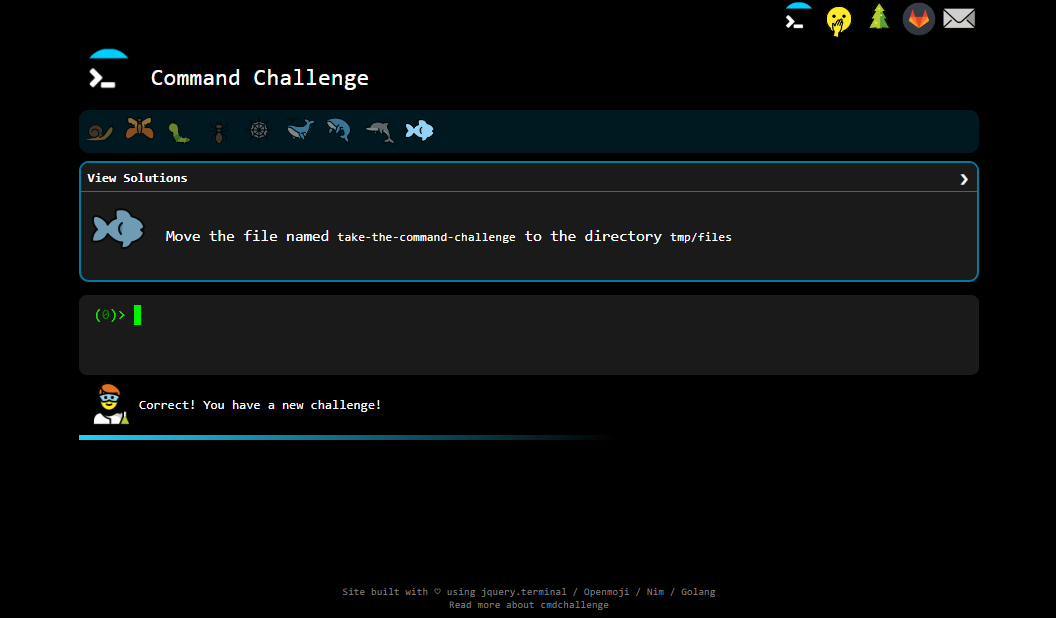 Command Challenge
View Solutions
Move the file named take-the-command-challenge to the directory tmp/files
(0)>
Correct! You have a new challenge!
Site built with ♡ using jquery.terminal / Openmoji / Nim / Golang
Read more about cmdchallenge